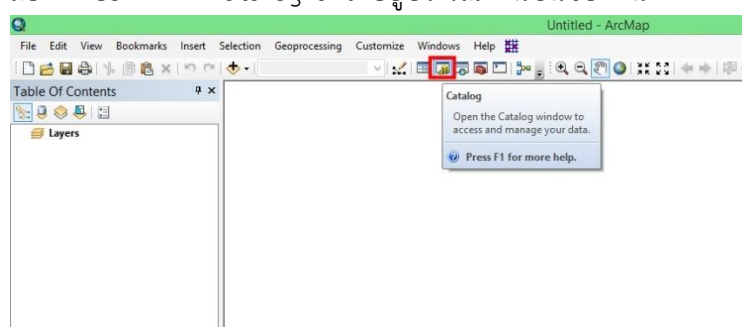 Untitled - ArcMap
File Edit View Bookmarks Insert Selection Geoprocessing Customize Windows Help
Table Of Contents
Layers
Catalog
Open the Catalog window to
access and manage your data.
Press F1 for more help.